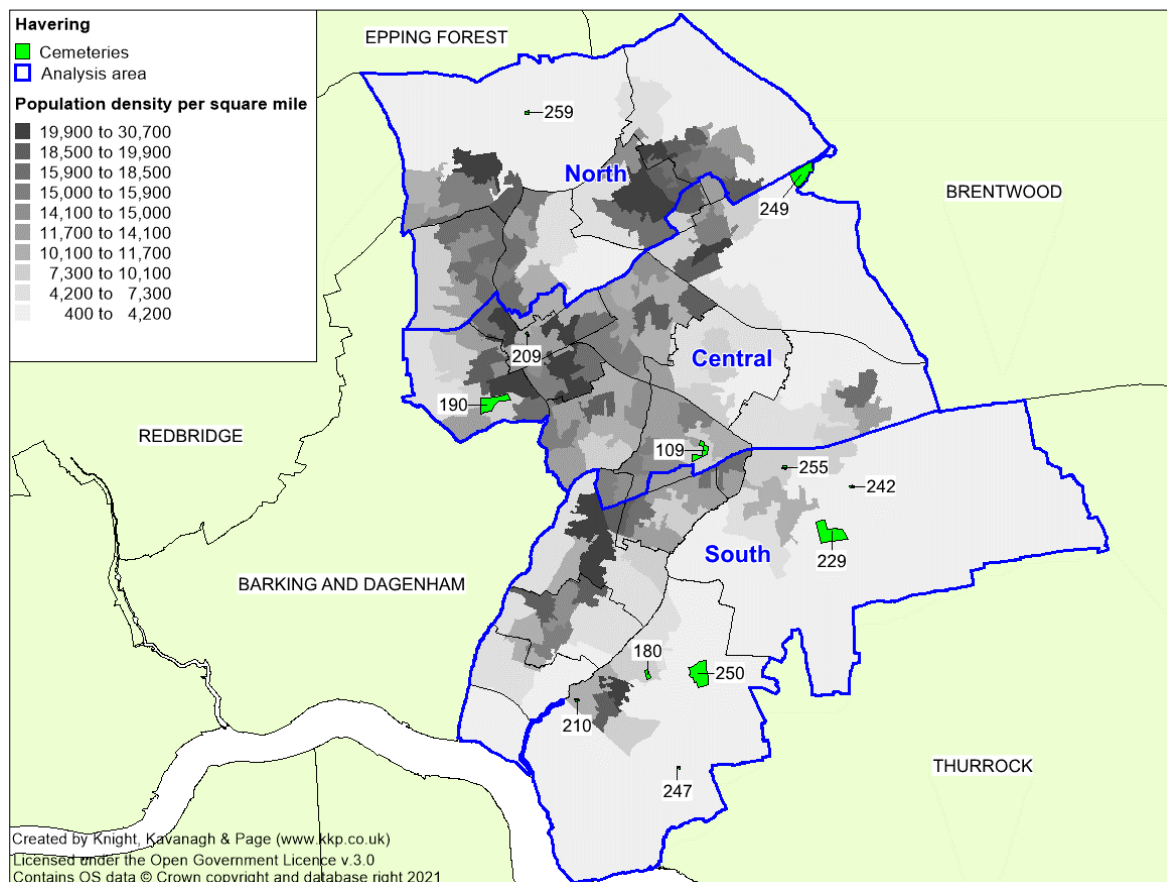 Havering
Cemeteries
Analysis area
Population density per square mile
19,900 to 30,700
18,500 to 19,900
15,900 to 18,500
15,000 to 15,900
14,100 to 15,000
11,700 to 14,100
10,100 to 11,700
7,300 to 10,100
4,200 to 7,300
400 to 4,200
EPPING FOREST
259
North
249
BRENTWOOD
209
Central
190
REDBRIDGE
109
255
242
229
South
BARKING AND DAGENHAM
180
250
210
247
THURROCK
Created by Knight, Kavanagh & Page (www.kkp.co.uk)
Licensed under the Open Government Licence v.3.0
Contains OS data © Crown copyright and database right 2021